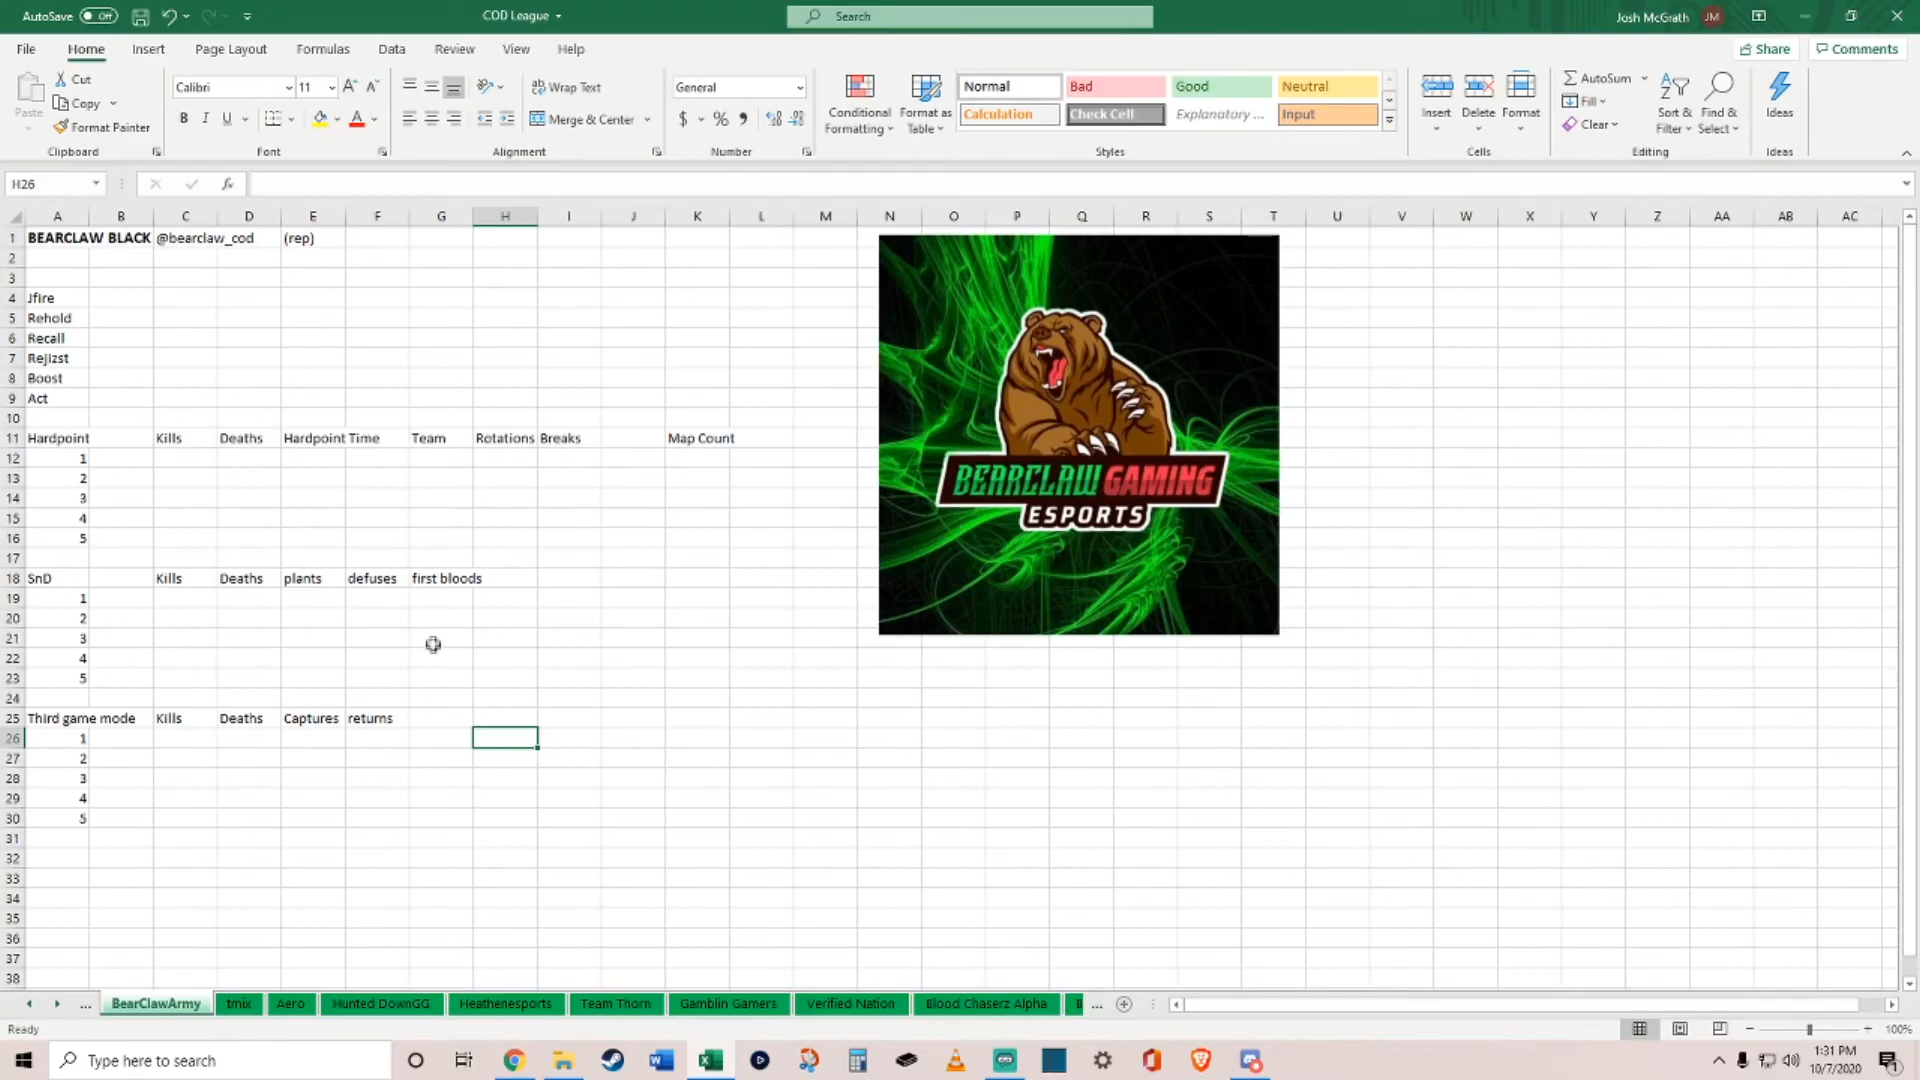 AutoSave Off COD League Search Josh McGrath JM
File Home Insert Page Layout Formulas Data Review View Help Share Comments
Paste Cut Copy Format Painter
Calibri 11 B I U
Wrap Text Merge & Center
General $ % 9
Conditional Formatting Format as Table
Normal Bad Good Neutral
Calculation Check Cell Explanatory ... Input
Insert Delete Format
AutoSum Fill Clear Sort & Filter Find & Select Ideas
Clipboard Font Alignment Number Styles Cells Editing Ideas
H26 fx
A B C D E F G H I J K L M N O P Q R S T U V W X Y Z AA AB AC
1 BEARCLAW BLACK @bearclaw_cod (rep)
2
3
4 Jfire
5 Rehold
6 Recall
7 Rejizst
8 Boost
9 Act
10
11 Hardpoint Kills Deaths Hardpoint Time Team Rotations Breaks Map Count
12 1
13 2
14 3
15 4
16 5
17
18 SnD Kills Deaths plants defuses first bloods
19 1
20 2
21 3
22 4
23 5
24
25 Third game mode Kills Deaths Captures returns
26 1
27 2
28 3
29 4
30 5
31
32
33
34
35
36
37
38
BEARCLAW GAMING
ESPORTS
... BearClawArmy tmix Aero Hunted DownGG Heathenesports Team Thorn Gamblin Gamers Verified Nation Blood Chaserz Alpha ...
Ready 100%
Type here to search 1:31 PM
10/7/2020